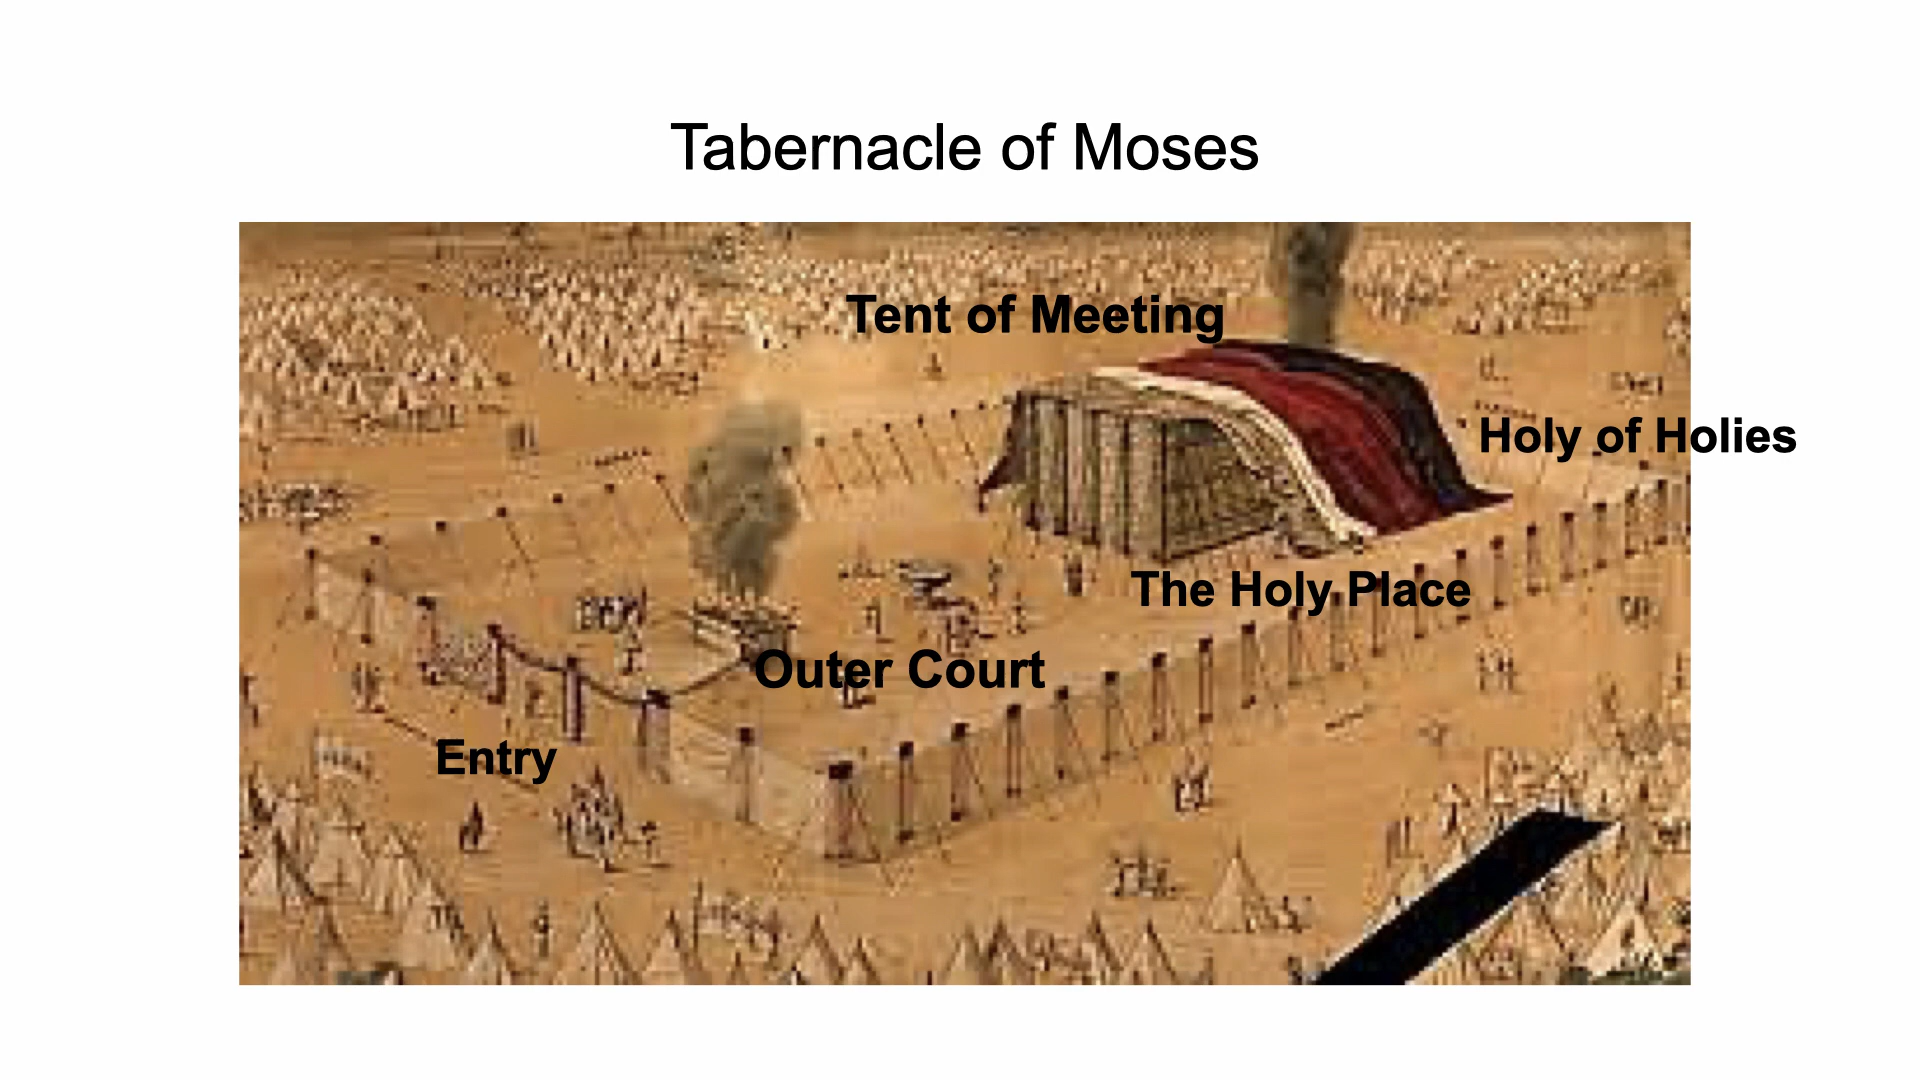 Tabernacle of Moses
Tent of Meeting
Holy of Holies
The Holy Place
Outer Court
Entry